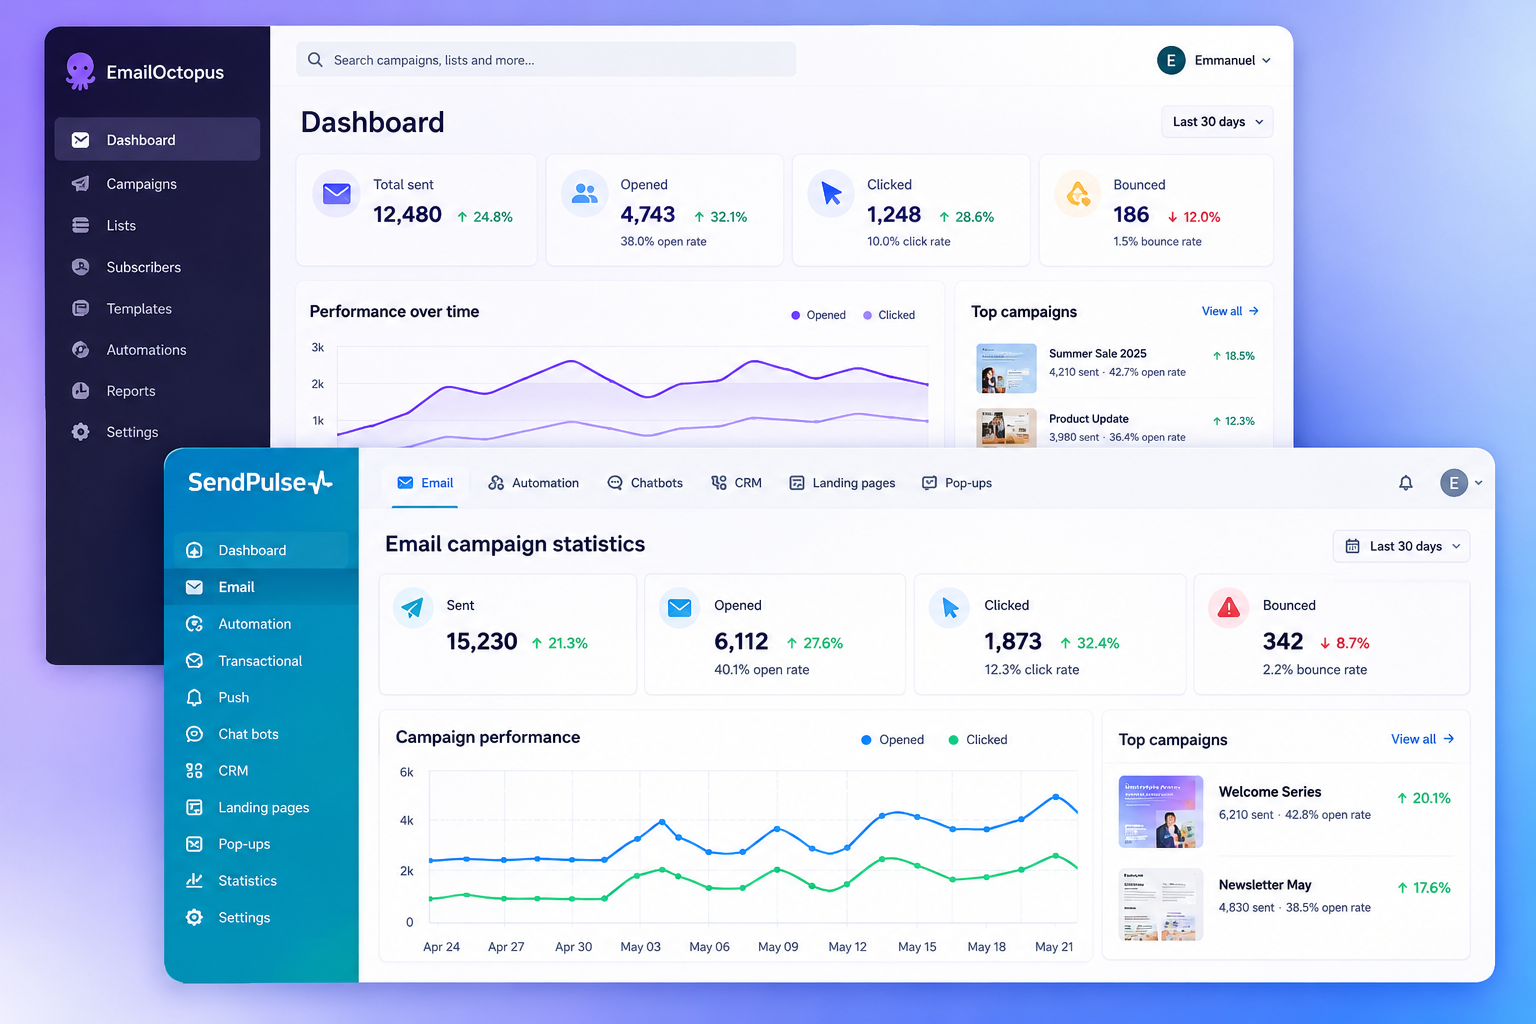 EmailOctopus
Dashboard
Campaigns
Lists
Subscribers
Templates
Automations
Reports
Settings
Search campaigns, lists and more...
E
Emmanuel
Dashboard
Last 30 days
Total sent
12,480 ↑ 24.8%
Opened
4,743 ↑ 32.1%
38.0% open rate
Clicked
1,248 ↑ 28.6%
10.0% click rate
Bounced
186 ↓ 12.0%
1.5% bounce rate
Performance over time
Opened
Clicked
3k
2k
1k
Top campaigns
View all →
Summer Sale 2025
4,210 sent · 42.7% open rate
↑ 18.5%
Product Update
3,980 sent · 36.4% open rate
↑ 12.3%
SendPulse
Dashboard
Email
Automation
Transactional
Push
Chat bots
CRM
Landing pages
Pop-ups
Statistics
Settings
Email
Automation
Chatbots
CRM
Landing pages
Pop-ups
E
Email campaign statistics
Last 30 days
Sent
15,230 ↑ 21.3%
Opened
6,112 ↑ 27.6%
40.1% open rate
Clicked
1,873 ↑ 32.4%
12.3% click rate
Bounced
342 ↓ 8.7%
2.2% bounce rate
Campaign performance
Opened
Clicked
6k
4k
2k
0
Apr 24
Apr 27
Apr 30
May 03
May 06
May 09
May 12
May 15
May 18
May 21
Top campaigns
View all →
Welcome Series
6,210 sent · 42.8% open rate
↑ 20.1%
Newsletter May
4,830 sent · 38.5% open rate
↑ 17.6%